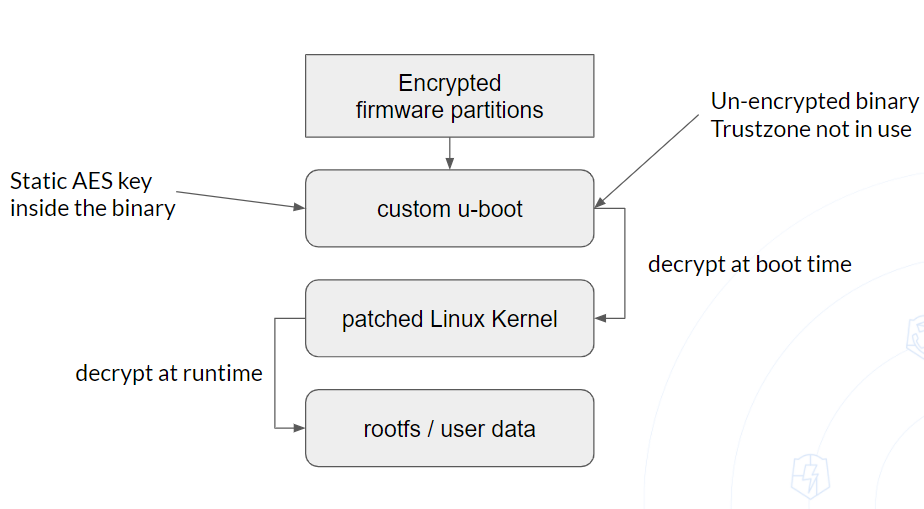 Encrypted
firmware partitions
Un-encrypted binary
Trustzone not in use
Static AES key
inside the binary
custom u-boot
decrypt at boot time
patched Linux Kernel
decrypt at runtime
rootfs / user data